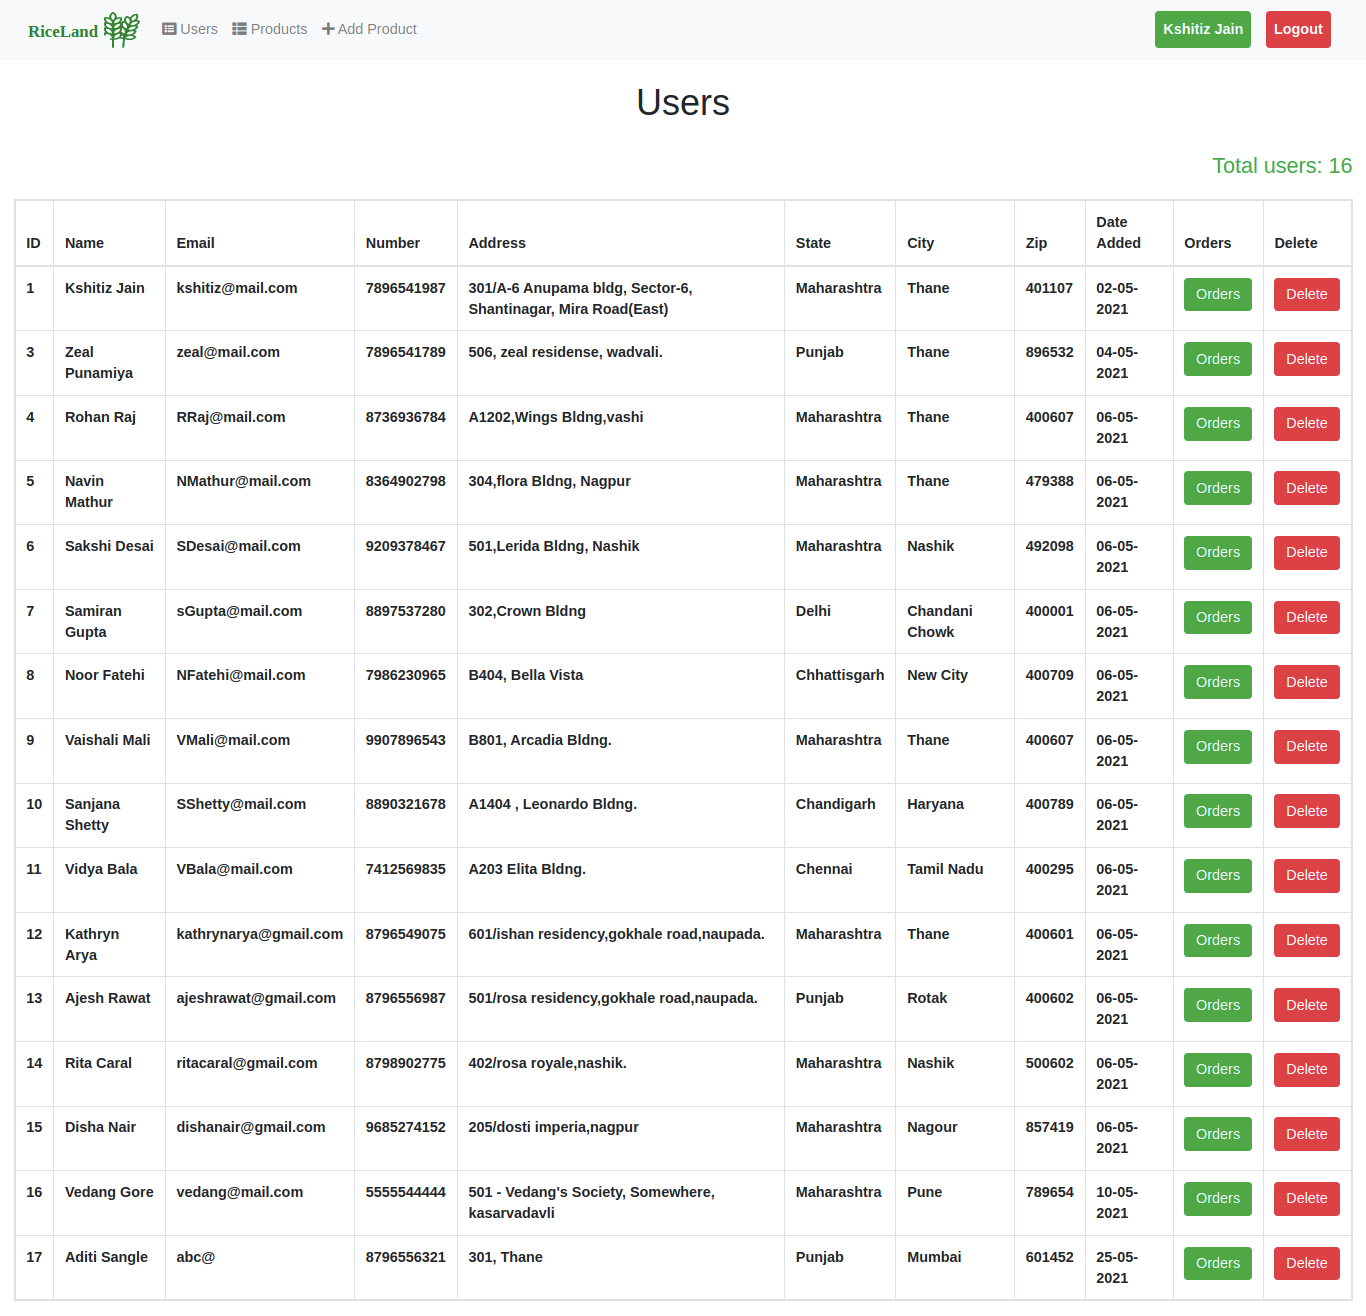 RiceLand Users Products Add Product Kshitiz Jain Logout
Users
Total users: 16
ID Name Email Number Address State City Zip Date Added Orders Delete
1 Kshitiz Jain kshitiz@mail.com 7896541987 301/A-6 Anupama bldg, Sector-6, Shantinagar, Mira Road(East) Maharashtra Thane 401107 02-05-2021 Orders Delete
3 Zeal Punamiya zeal@mail.com 7896541789 506, zeal residense, wadvali. Punjab Thane 896532 04-05-2021 Orders Delete
4 Rohan Raj RRaj@mail.com 8736936784 A1202,Wings Bldng,vashi Maharashtra Thane 400607 06-05-2021 Orders Delete
5 Navin Mathur NMathur@mail.com 8364902798 304,flora Bldng, Nagpur Maharashtra Thane 479388 06-05-2021 Orders Delete
6 Sakshi Desai SDesai@mail.com 9209378467 501,Lerida Bldng, Nashik Maharashtra Nashik 492098 06-05-2021 Orders Delete
7 Samiran Gupta sGupta@mail.com 8897537280 302,Crown Bldng Delhi Chandani Chowk 400001 06-05-2021 Orders Delete
8 Noor Fatehi NFatehi@mail.com 7986230965 B404, Bella Vista Chhattisgarh New City 400709 06-05-2021 Orders Delete
9 Vaishali Mali VMali@mail.com 9907896543 B801, Arcadia Bldng. Maharashtra Thane 400607 06-05-2021 Orders Delete
10 Sanjana Shetty SShetty@mail.com 8890321678 A1404 , Leonardo Bldng. Chandigarh Haryana 400789 06-05-2021 Orders Delete
11 Vidya Bala VBala@mail.com 7412569835 A203 Elita Bldng. Chennai Tamil Nadu 400295 06-05-2021 Orders Delete
12 Kathryn Arya kathrynarya@gmail.com 8796549075 601/ishan residency,gokhale road,naupada. Maharashtra Thane 400601 06-05-2021 Orders Delete
13 Ajesh Rawat ajeshrawat@gmail.com 8796556987 501/rosa residency,gokhale road,naupada. Punjab Rotak 400602 06-05-2021 Orders Delete
14 Rita Caral ritacaral@gmail.com 8798902775 402/rosa royale,nashik. Maharashtra Nashik 500602 06-05-2021 Orders Delete
15 Disha Nair dishanair@gmail.com 9685274152 205/dosti imperia,nagpur Maharashtra Nagour 857419 06-05-2021 Orders Delete
16 Vedang Gore vedang@mail.com 5555544444 501 - Vedang's Society, Somewhere, kasarvadavli Maharashtra Pune 789654 10-05-2021 Orders Delete
17 Aditi Sangle abc@ 8796556321 301, Thane Punjab Mumbai 601452 25-05-2021 Orders Delete